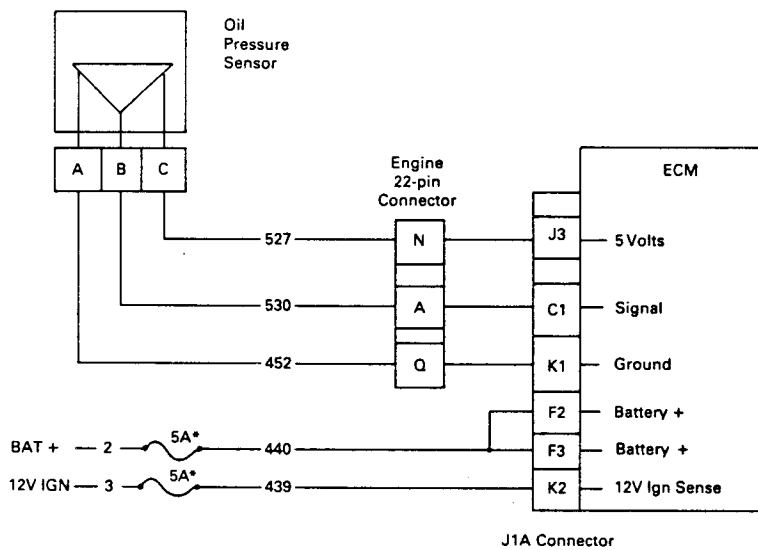 Oil
Pressure
Sensor
A B C
Engine
22-pin
Connector
ECM
527 N J3 5 Volts
530 A C1 Signal
452 Q K1 Ground
F2 Battery +
BAT + 2 5A* 440 F3 Battery +
12V IGN 3 5A* 439 K2 12V Ign Sense
J1A Connector